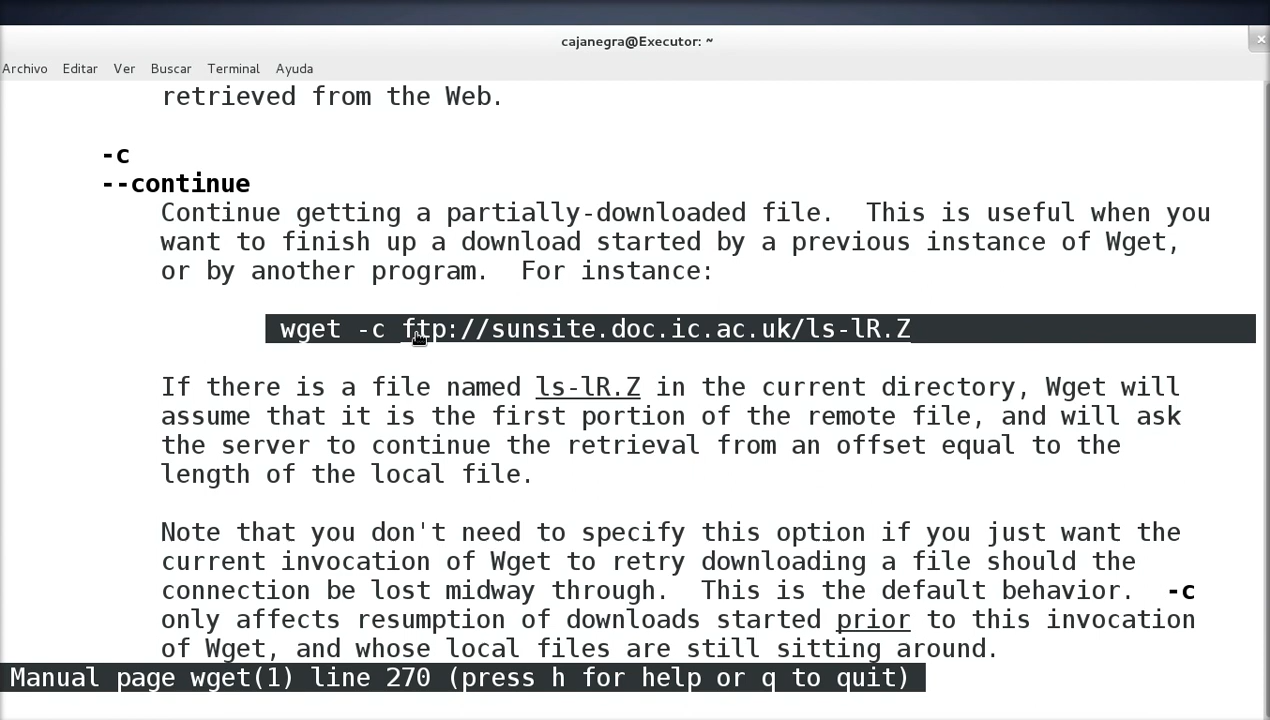 cajanegra@Executor: ~
×
Archivo Editar Ver Buscar Terminal Ayuda
retrieved from the Web.
-c
--continue
Continue getting a partially-downloaded file.  This is useful when you
want to finish up a download started by a previous instance of Wget,
or by another program.  For instance:
wget -c ftp://sunsite.doc.ic.ac.uk/ls-lR.Z
If there is a file named ls-lR.Z in the current directory, Wget will
assume that it is the first portion of the remote file, and will ask
the server to continue the retrieval from an offset equal to the
length of the local file.
Note that you don't need to specify this option if you just want the
current invocation of Wget to retry downloading a file should the
connection be lost midway through.  This is the default behavior.  -c
only affects resumption of downloads started prior to this invocation
of Wget, and whose local files are still sitting around.
Manual page wget(1) line 270 (press h for help or q to quit)